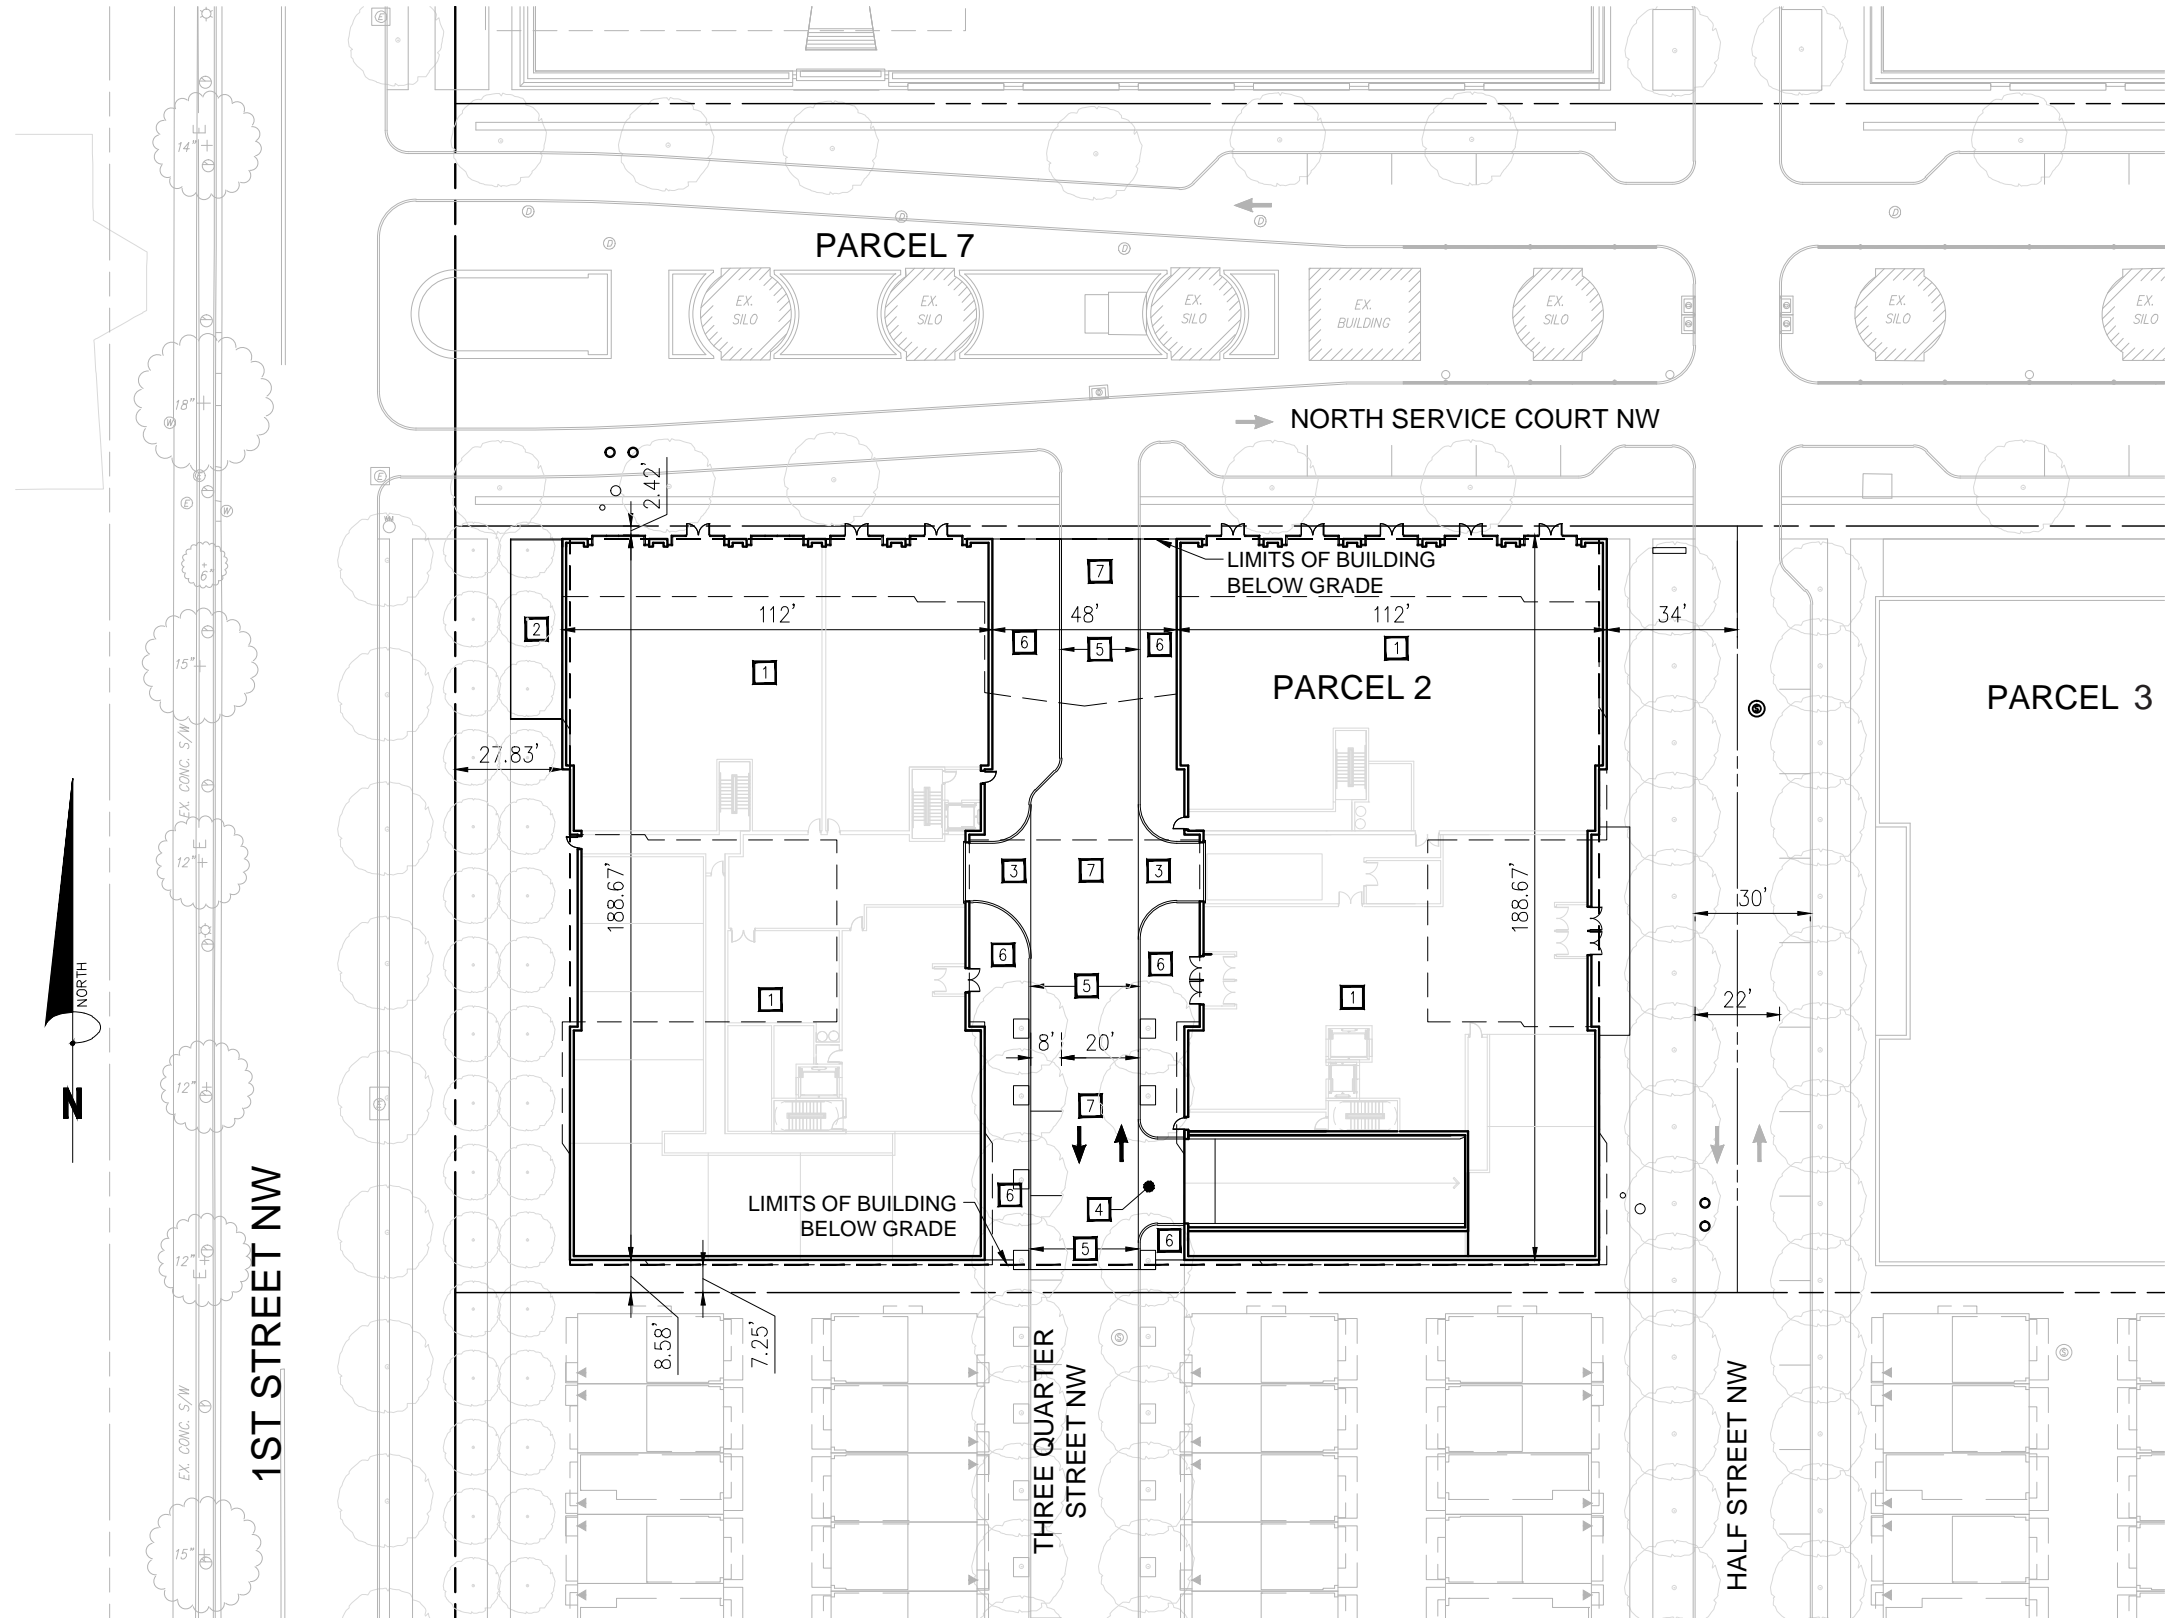 E
E
14"
D
D
D
D
D
D
PARCEL 7
EX.
SILO
EX.
SILO
EX.
SILO
EX.
BUILDING
EX.
SILO
EX.
SILO
EX.
SILO
18"
W
NORTH SERVICE COURT NW
E
E
E
W
2.42'
LIMITS OF BUILDING
BELOW GRADE
7
6"
112'
48'
112'
34'
2
6
5
6
1
1
15"
PARCEL 2
PARCEL 3
S
EX. CONC. S/W
27.83'
12"
E
188.67'
3
7
3
188.67'
30'
6
6
NORTH
5
1
1
22'
8'
20'
12"
E
N
7
6
4
LIMITS OF BUILDING
BELOW GRADE
6
5
12"
E
1ST STREET NW
8.58'
7.25'
THREE QUARTER
STREET NW
S
S
HALF STREET NW
EX. CONC. S/W
15"